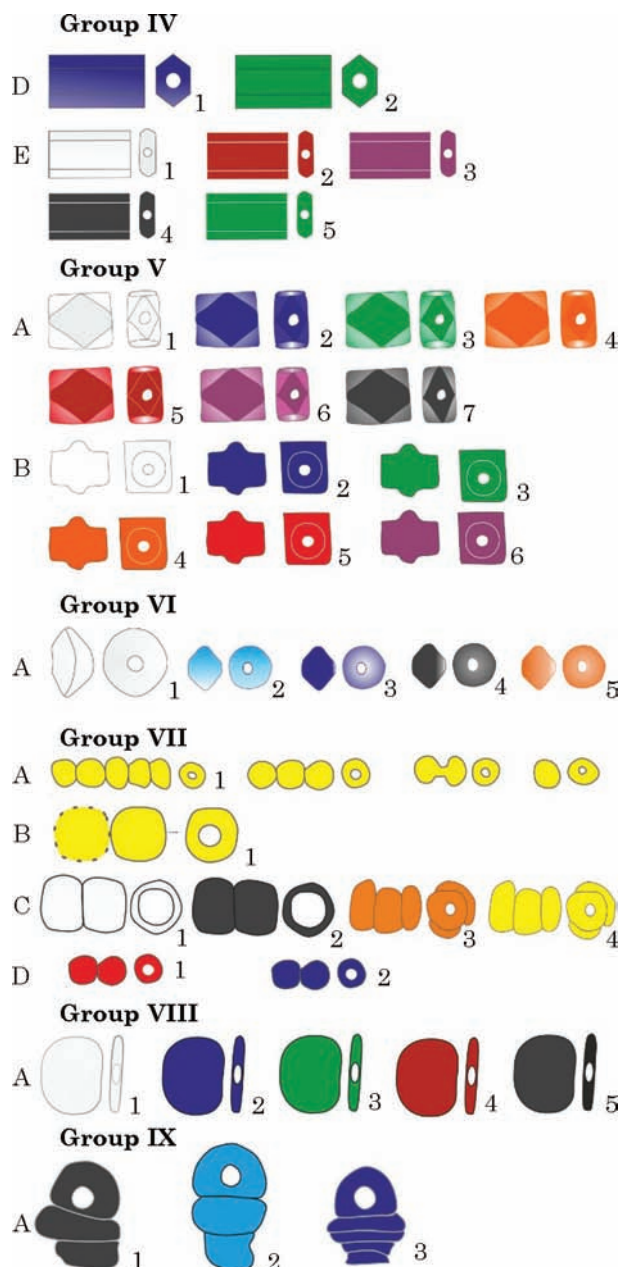 Group IV
D 1 2
E 1 2 3
4 5
Group V
A 1 2 3 4
5 6 7
B 1 2 3
4 5 6
Group VI
A 1 2 3 4 5
Group VII
A 1
B 1
C 1 2 3 4
D 1 2
Group VIII
A 1 2 3 4 5
Group IX
A 1 2 3